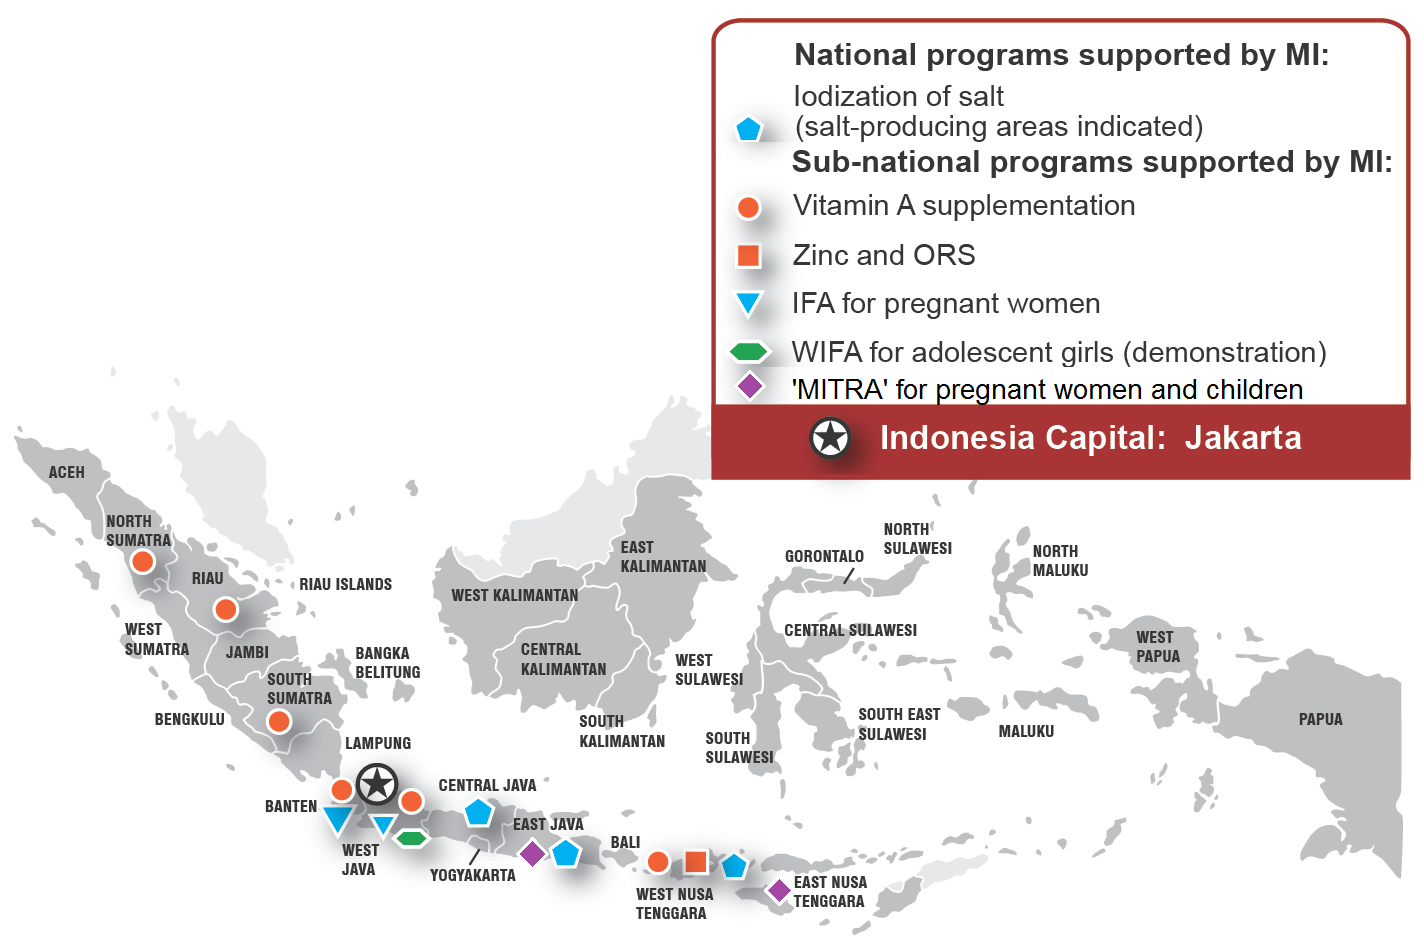 National programs supported by MI:
Iodization of salt
(salt-producing areas indicated)
Sub-national programs supported by MI:
Vitamin A supplementation
Zinc and ORS
IFA for pregnant women
WIFA for adolescent girls (demonstration)
'MITRA' for pregnant women and children
Indonesia Capital: Jakarta
ACEH
NORTH
SUMATRA
RIAU
RIAU ISLANDS
WEST
SUMATRA
JAMBI
BANGKA
BELITUNG
SOUTH
SUMATRA
BENGKULU
LAMPUNG
BANTEN
WEST
JAVA
CENTRAL JAVA
YOGYAKARTA
EAST JAVA
BALI
WEST NUSA
TENGGARA
EAST NUSA
TENGGARA
WEST KALIMANTAN
CENTRAL
KALIMANTAN
EAST
KALIMANTAN
SOUTH
KALIMANTAN
WEST
SULAWESI
SOUTH
SULAWESI
CENTRAL SULAWESI
SOUTH EAST
SULAWESI
GORONTALO
NORTH
SULAWESI
NORTH
MALUKU
MALUKU
WEST
PAPUA
PAPUA